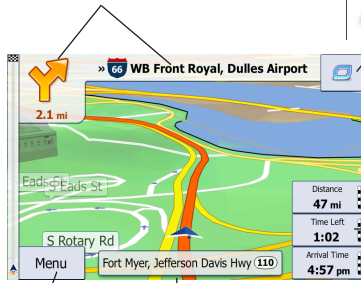 » 66 WB Front Royal, Dulles Airport
2.1 mi
Eads St Eads St
S Rotary Rd
Distance
47 mi
Time Left
1:02
Arrival Time
4:57 pm
Menu
Fort Myer, Jefferson Davis Hwy 110